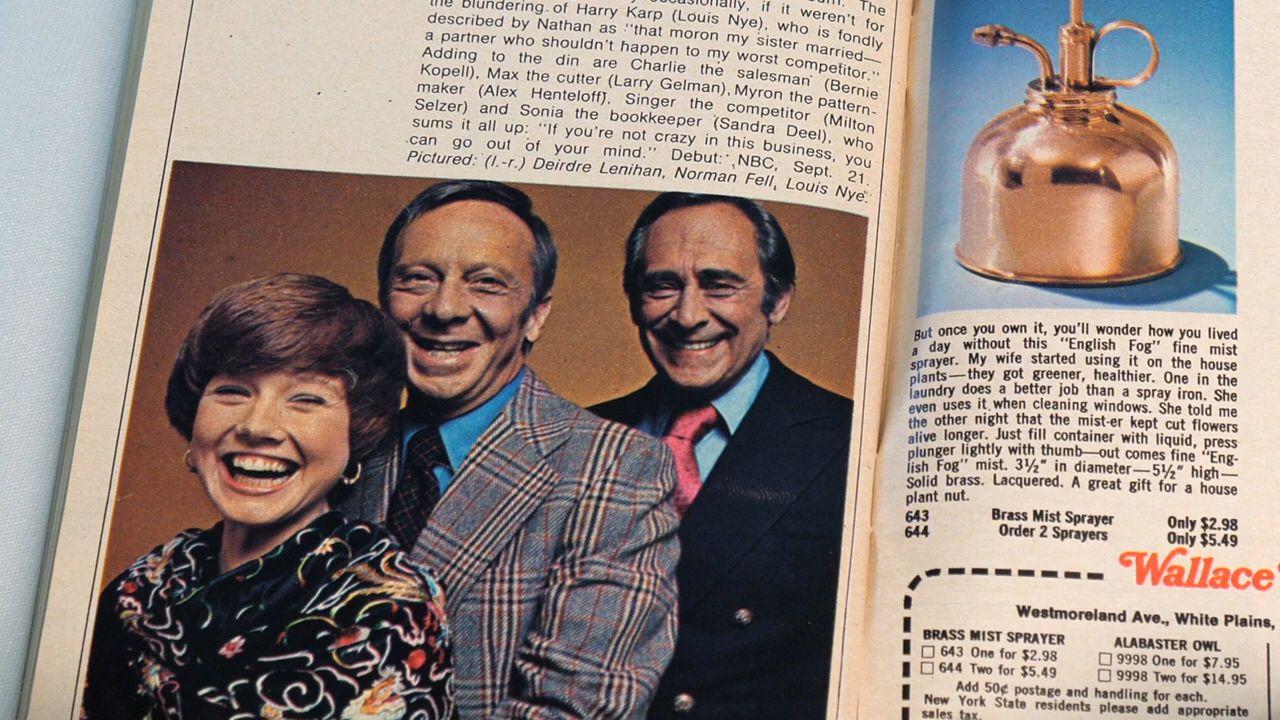 occasionally, if it weren't for
the blundering of Harry Karp (Louis Nye), who is fondly
described by Nathan as "that moron my sister married—
a partner who shouldn't happen to my worst competitor."
Adding to the din are Charlie the salesman (Bernie
Kopell), Max the cutter (Larry Gelman), Myron the pattern-
maker (Alex Henteloff), Singer the competitor (Milton
Selzer) and Sonia the bookkeeper (Sandra Deel), who
sums it all up: "If you're not crazy in this business, you
can go out of your mind." Debut: NBC, Sept. 21.
Pictured: (l.-r.) Deirdre Lenihan, Norman Fell, Louis Nye.
But once you own it, you'll wonder how you lived
a day without this "English Fog" fine mist
sprayer. My wife started using it on the house
plants—they got greener, healthier. One in the
laundry does a better job than a spray iron. She
even uses it when cleaning windows. She told me
the other night that the mist-er kept cut flowers
alive longer. Just fill container with liquid, press
plunger lightly with thumb—out comes fine "Eng-
lish Fog" mist. 3½" in diameter—5½" high—
Solid brass. Lacquered. A great gift for a house
plant nut.
643 Brass Mist Sprayer Only $2.98
644 Order 2 Sprayers Only $5.49
Wallace
Westmoreland Ave., White Plains,
BRASS MIST SPRAYER
643 One for $2.98
644 Two for $5.49
ALABASTER OWL
9998 One for $7.95
9998 Two for $14.95
Add 50¢ postage and handling for each.
New York State residents please add appropriate
sales tax.